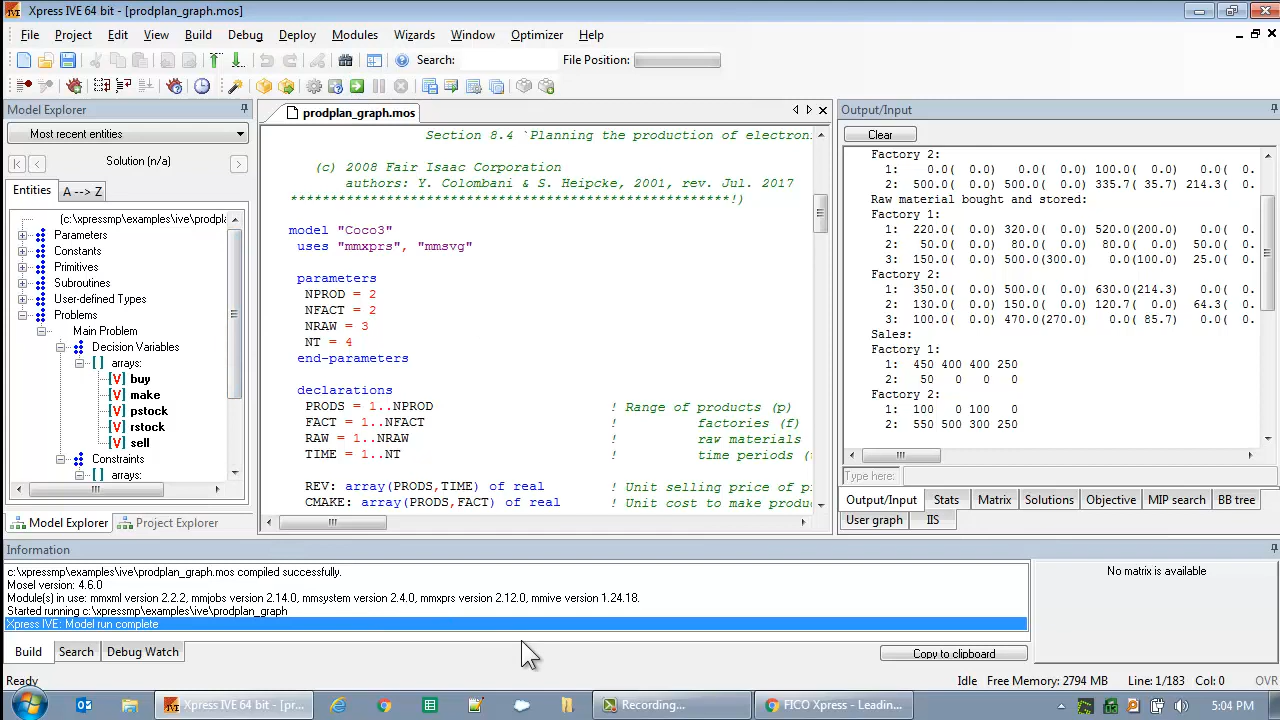 Xpress IVE 64 bit - [prodplan_graph.mos]
File Project Edit View Build Debug Deploy Modules Wizards Window Optimizer Help
Search: File Position:
Model Explorer
Most recent entities
Solution (n/a)
Entities A --> Z
(c:\xpressmp\examples\ive\prodpla
Parameters
Constants
Primitives
Subroutines
User-defined Types
Problems
Main Problem
Decision Variables
arrays:
buy
make
pstock
rstock
sell
Constraints
arrays:
Model Explorer Project Explorer
prodplan_graph.mos
Section 8.4 `Planning the production of electron
(c) 2008 Fair Isaac Corporation
authors: Y. Colombani & S. Heipcke, 2001, rev. Jul. 2017
*******************************************************!)
model "Coco3"
uses "mmxprs", "mmsvg"
parameters
NPROD = 2
NFACT = 2
NRAW = 3
NT = 4
end-parameters
declarations
PRODS = 1..NPROD ! Range of products (p)
FACT = 1..NFACT ! factories (f)
RAW = 1..NRAW ! raw materials
TIME = 1..NT ! time periods (
REV: array(PRODS,TIME) of real ! Unit selling price of p
CMAKE: array(PRODS,FACT) of real ! Unit cost to make produ
Output/Input
Clear
Factory 2:
1: 0.0( 0.0) 0.0( 0.0) 100.0( 0.0) 0.0( 0.
2: 500.0( 0.0) 500.0( 0.0) 335.7( 35.7) 214.3( 0.
Raw material bought and stored:
Factory 1:
1: 220.0( 0.0) 320.0( 0.0) 520.0(200.0) 0.0( 0.
2: 50.0( 0.0) 80.0( 0.0) 80.0( 0.0) 50.0( 0.
3: 150.0( 0.0) 500.0(300.0) 0.0(100.0) 25.0( 0.
Factory 2:
1: 350.0( 0.0) 500.0( 0.0) 630.0(214.3) 0.0( 0.
2: 130.0( 0.0) 150.0( 0.0) 120.7( 0.0) 64.3( 0.
3: 100.0( 0.0) 470.0(270.0) 0.0( 85.7) 0.0( 0.
Sales:
Factory 1:
1: 450 400 400 250
2: 50 0 0 0
Factory 2:
1: 100 0 100 0
2: 550 500 300 250
Type here:
Output/Input Stats Matrix Solutions Objective MIP search BB tree
User graph IIS
Information
c:\xpressmp\examples\ive\prodplan_graph.mos compiled successfully.
Mosel version: 4.6.0
Module(s) in use: mmxml version 2.2.2, mmjobs version 2.14.0, mmsystem version 2.4.0, mmxprs version 2.12.0, mmive version 1.24.18.
Started running c:\xpressmp\examples\ive\prodplan_graph
Xpress IVE: Model run complete
No matrix is available
Build Search Debug Watch
Copy to clipboard
Ready Idle Free Memory: 2794 MB Line: 1/183 Col: 0 OVR
Xpress IVE 64 bit - [pr... Recording... FICO Xpress - Leadin... 5:04 PM